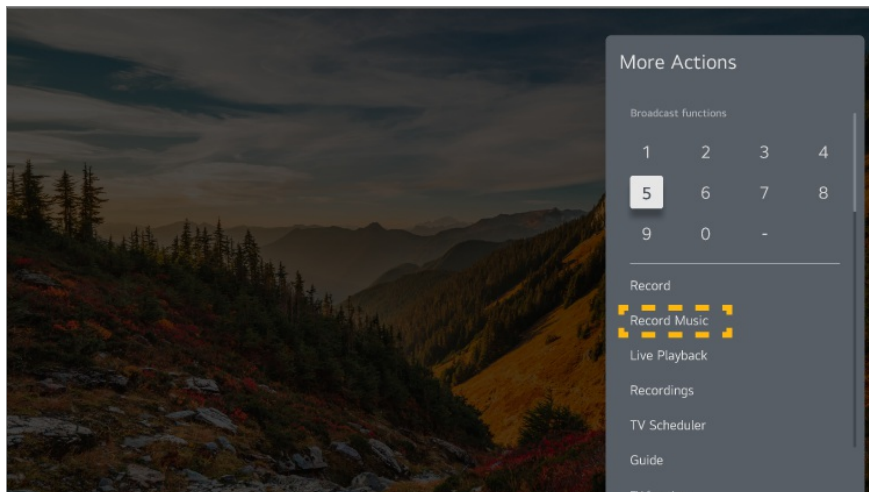 More Actions
Broadcast functions
1 2 3 4
5 6 7 8
9 0 -
Record
Record Music
Live Playback
Recordings
TV Scheduler
Guide